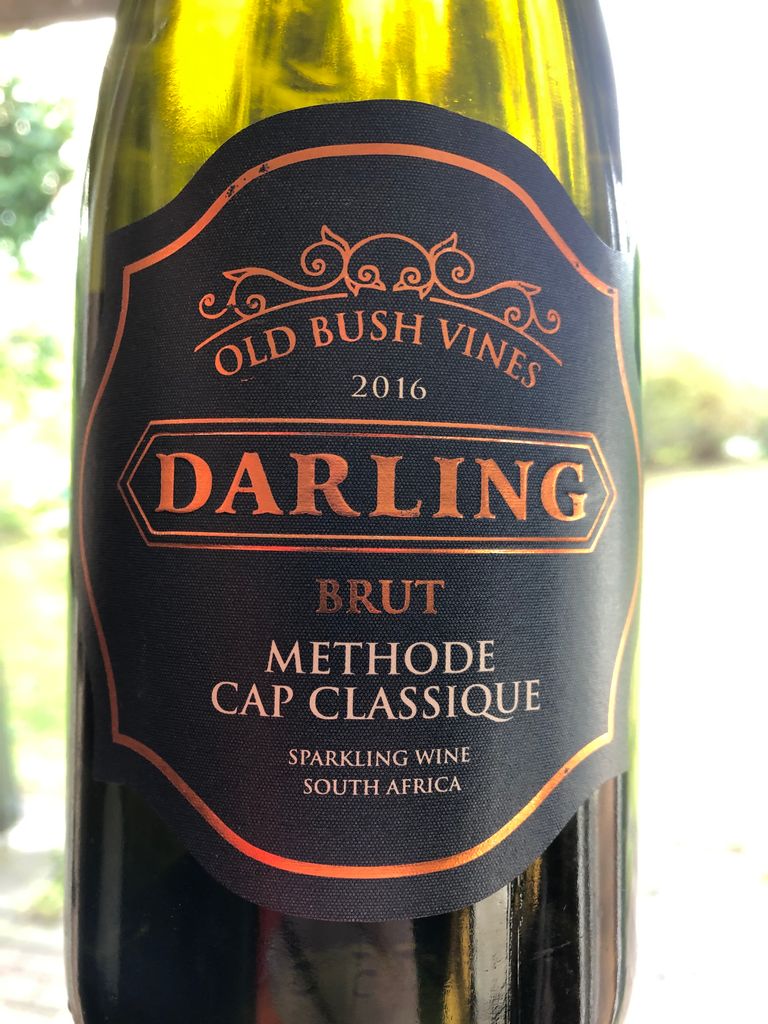 OLD BUSH VINES
2016
DARLING
BRUT
METHODE
CAP CLASSIQUE
SPARKLING WINE
SOUTH AFRICA